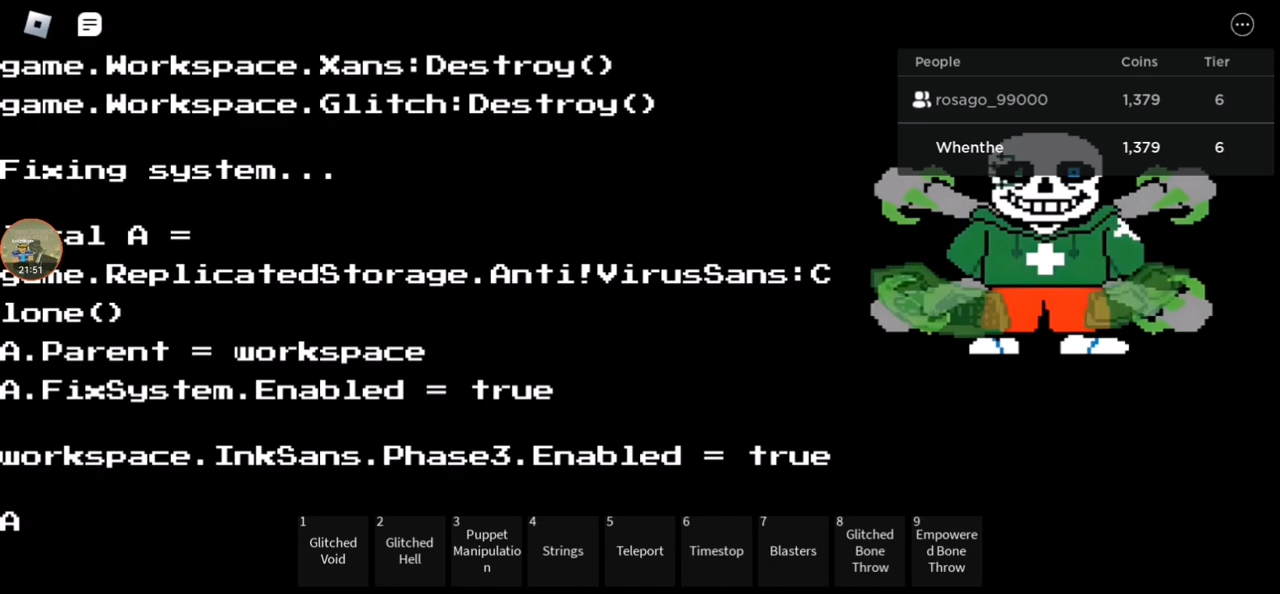 game.Workspace.Xans:Destroy()
game.Workspace.Glitch:Destroy()
Fixing system...
A =
game.ReplicatedStorage.Anti!VirusSans:C
lone()
A.Parent = workspace
A.FixSystem.Enabled = true
workspace.InkSans.Phase3.Enabled = true
A
21:51
People Coins Tier
rosago_99000 1,379 6
Whenthe 1,379 6
1 Glitched
Void
2 Glitched
Hell
3 Puppet
Manipulatio
n
4 Strings
5 Teleport
6 Timestop
7 Blasters
8 Glitched
Bone
Throw
9 Empowere
d Bone
Throw